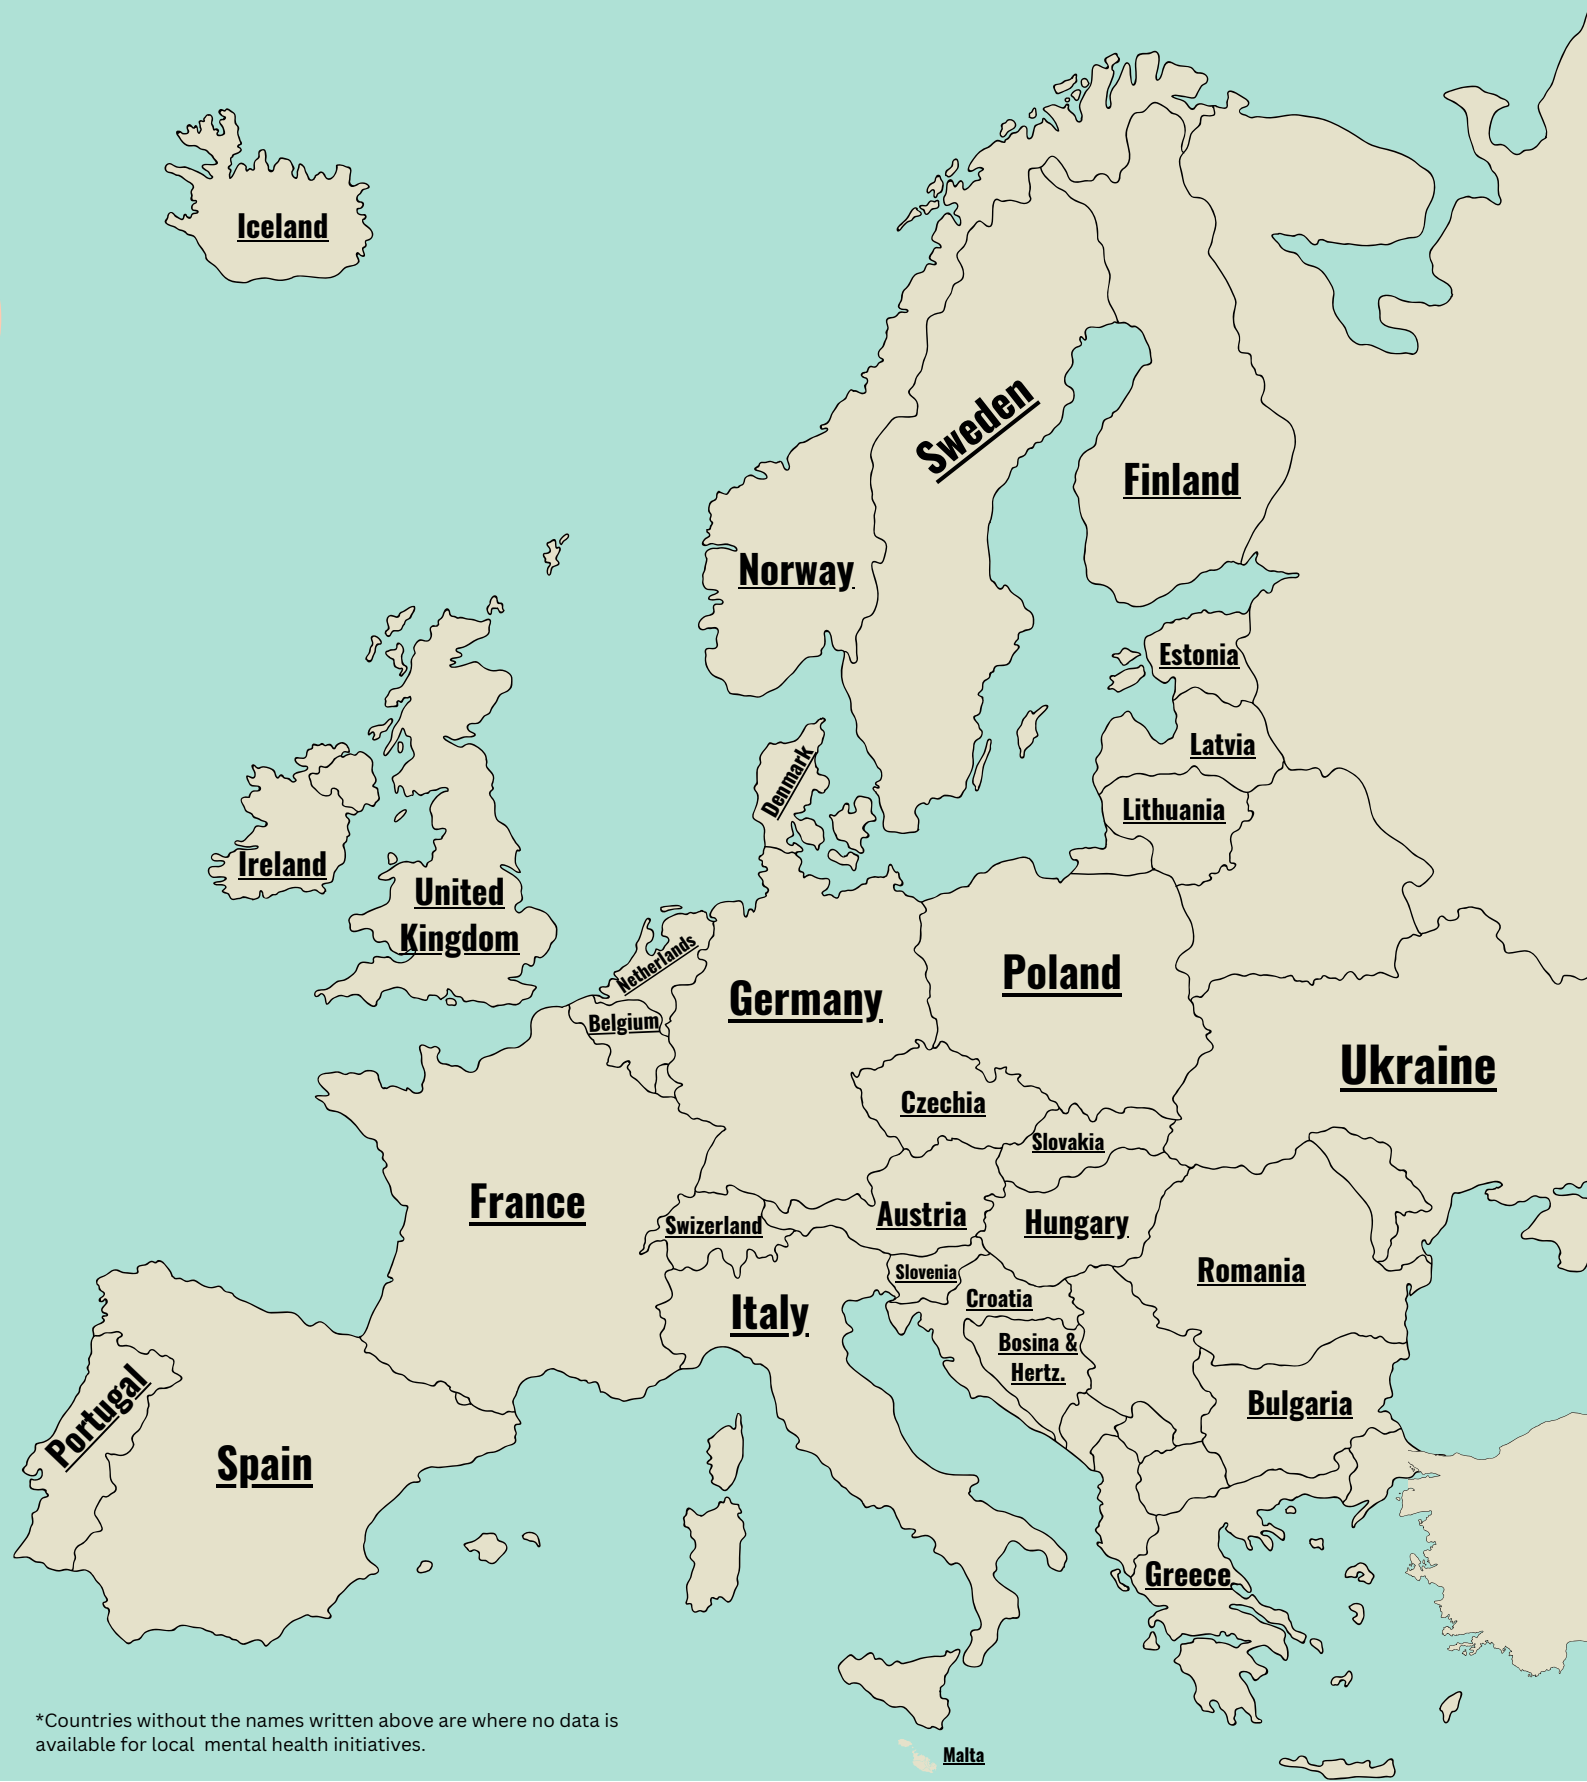 Iceland
Sweden
Finland
Norway
Estonia
Latvia
Denmark
Lithuania
Ireland
United
Kingdom
Netherlands
Poland
Germany
Belgium
Ukraine
Czechia
Slovakia
France
Austria
Swizerland
Hungary
Slovenia
Romania
Croatia
Italy
Bosina &
Hertz.
Portugal
Bulgaria
Spain
Greece
*Countries without the names written above are where no data is
available for local mental health initiatives.
Malta